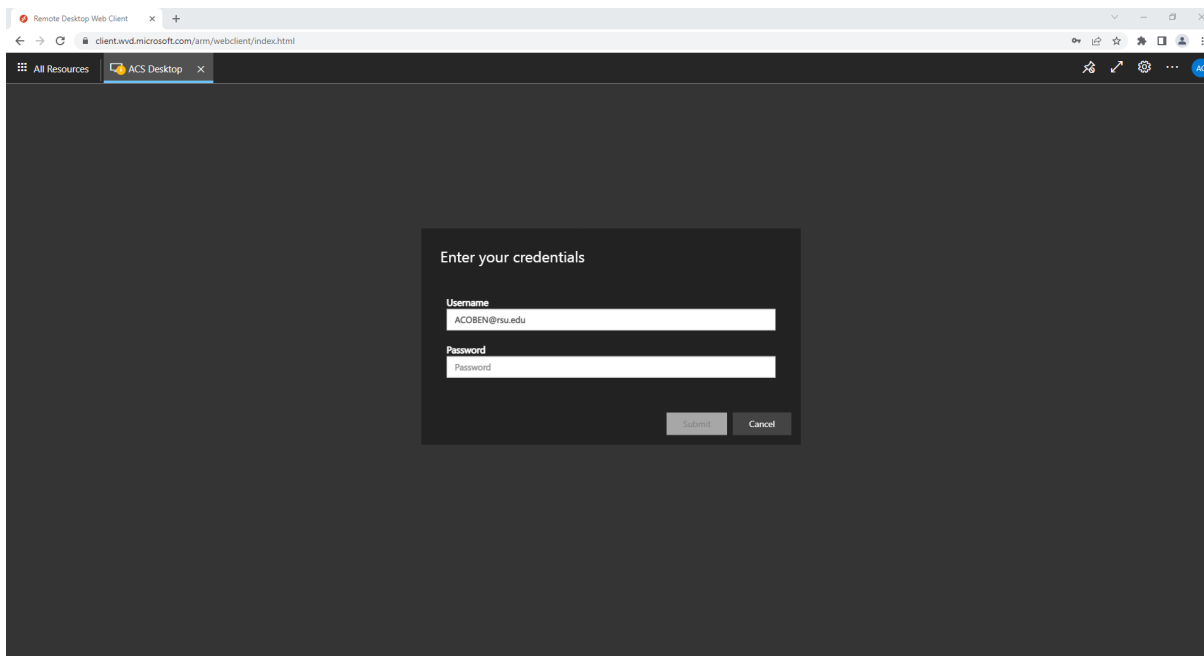 Remote Desktop Web Client
client.wvd.microsoft.com/arm/webclient/index.html
All Resources ACS Desktop
AC
Enter your credentials
Username
ACOBEN@rsu.edu
Password
Password
Submit Cancel